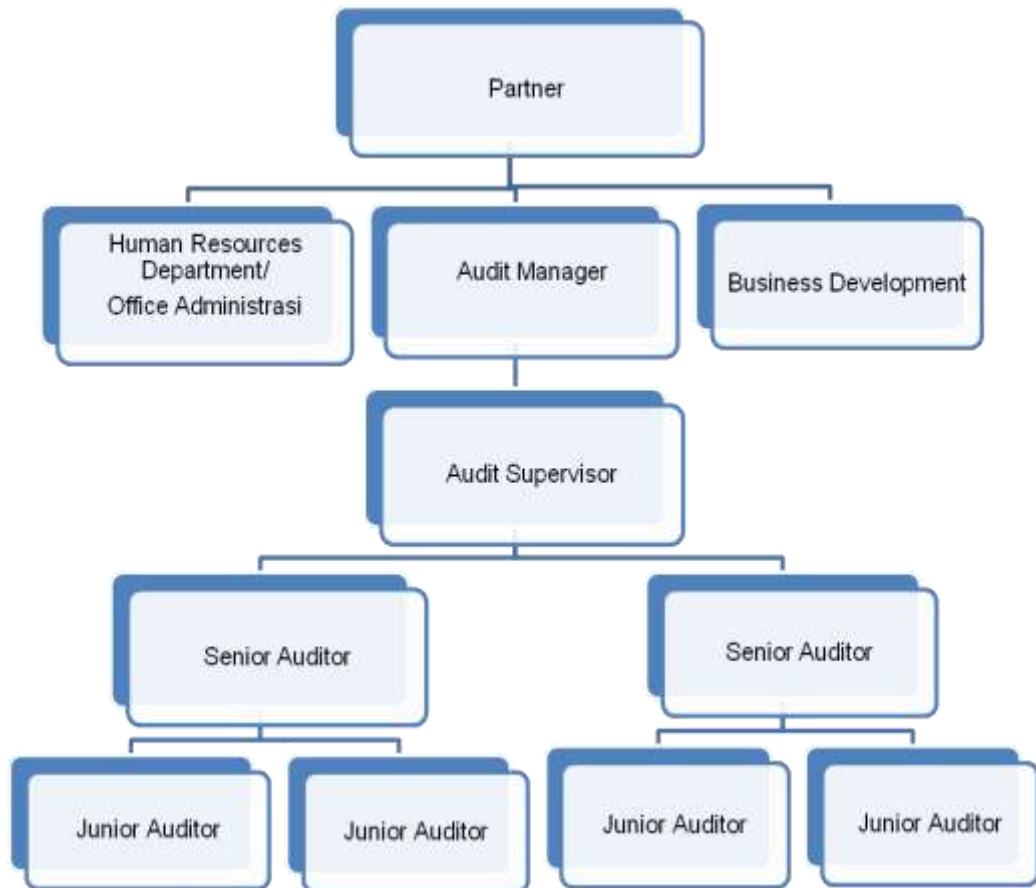 Partner
Human Resources
Department/
Office Administrasi
Audit Manager
Business Development
Audit Supervisor
Senior Auditor
Senior Auditor
Junior Auditor
Junior Auditor
Junior Auditor
Junior Auditor